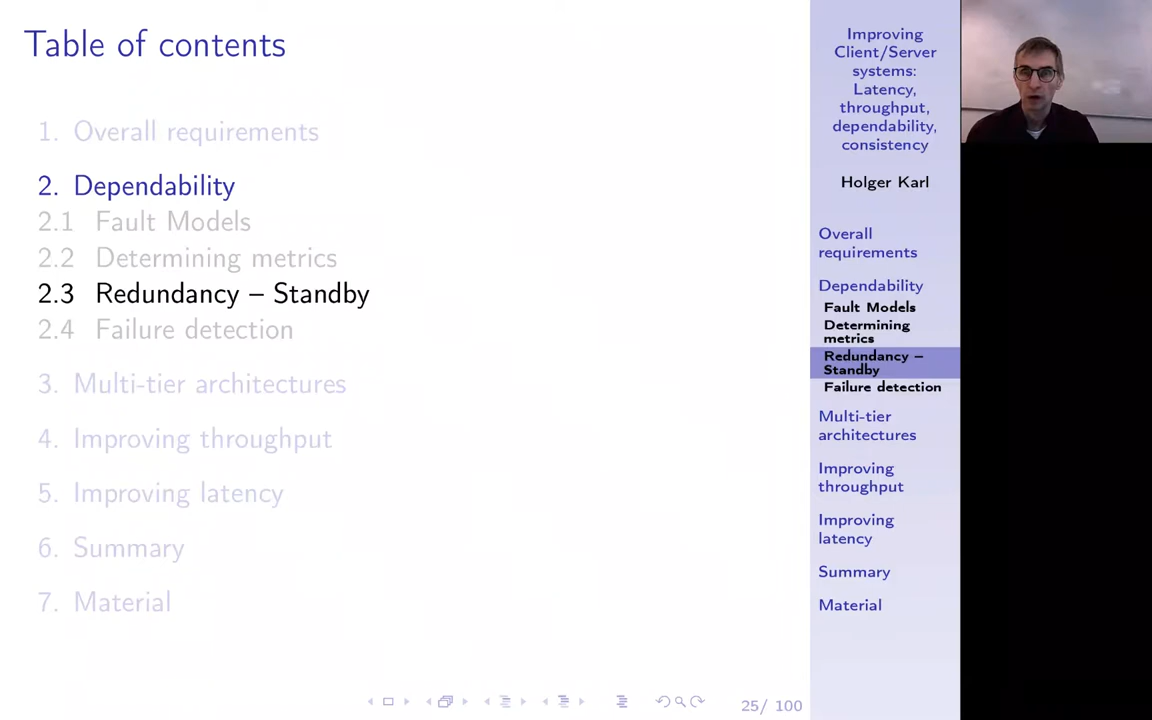 Table of contents
1. Overall requirements
2. Dependability
2.1 Fault Models
2.2 Determining metrics
2.3 Redundancy – Standby
2.4 Failure detection
3. Multi-tier architectures
4. Improving throughput
5. Improving latency
6. Summary
7. Material
25/ 100
Improving
Client/Server
systems:
Latency,
throughput,
dependability,
consistency
Holger Karl
Overall
requirements
Dependability
Fault Models
Determining
metrics
Redundancy –
Standby
Failure detection
Multi-tier
architectures
Improving
throughput
Improving
latency
Summary
Material